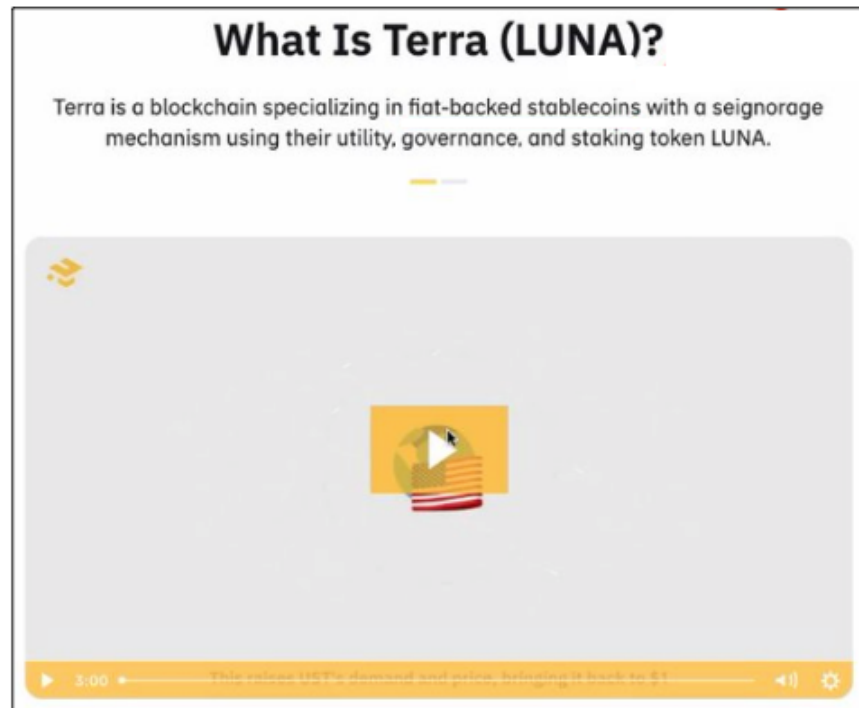 What Is Terra (LUNA)?
Terra is a blockchain specializing in fiat-backed stablecoins with a seignorage
mechanism using their utility, governance, and staking token LUNA.
3:00
This raises UST's demand and price, bringing it back to $1